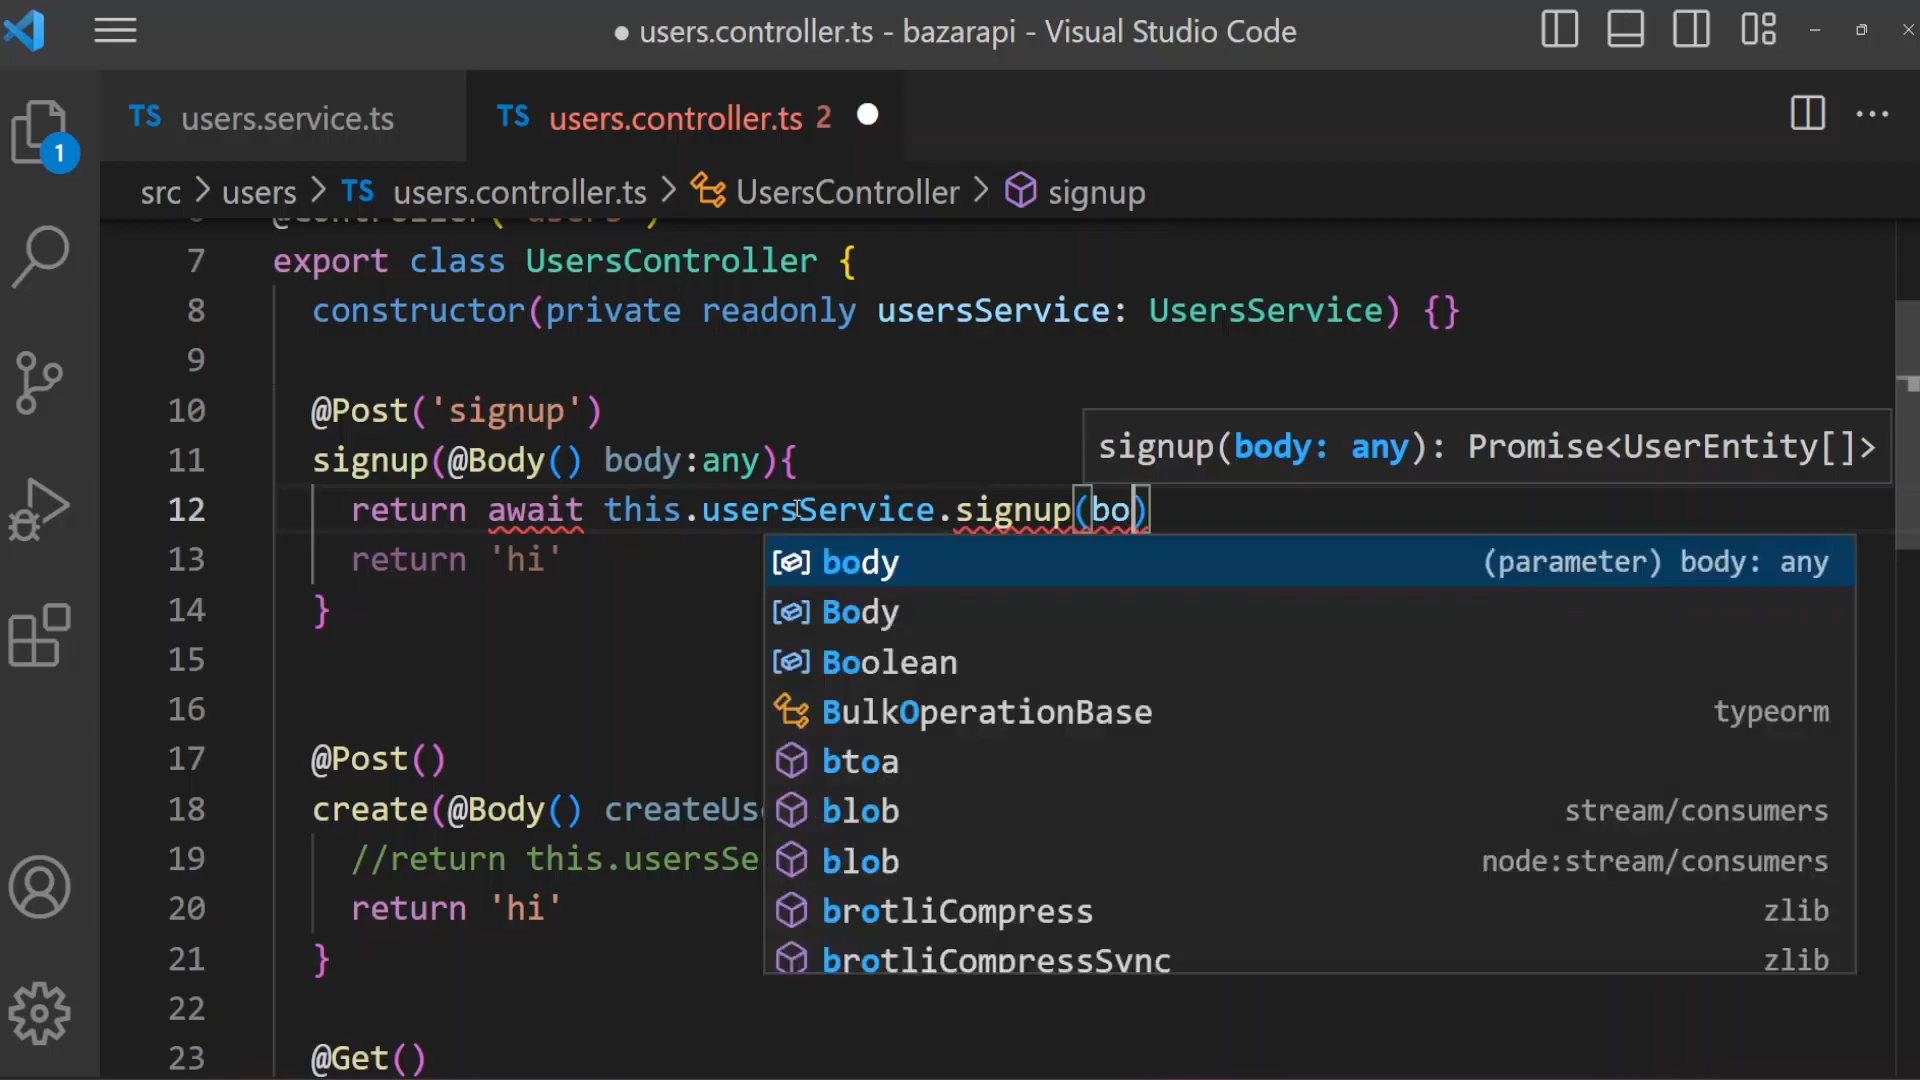 ● users.controller.ts - bazarapi - Visual Studio Code
TS users.service.ts
TS users.controller.ts 2
1
src > users > TS users.controller.ts > UsersController > signup
6 @Controller('users')
7 export class UsersController {
8 constructor(private readonly usersService: UsersService) {}
9
10 @Post('signup')
11 signup(@Body() body:any){
signup(body: any): Promise<UserEntity[]>
12 return await this.usersService.signup(bo)
13 return 'hi'
body (parameter) body: any
14 }
Body
15
Boolean
16
BulkOperationBase typeorm
17 @Post()
btoa
18 create(@Body() createUs
blob stream/consumers
19 //return this.usersSe
blob node:stream/consumers
20 return 'hi'
brotliCompress zlib
21 }
brotliCompressSync zlib
22
23 @Get()